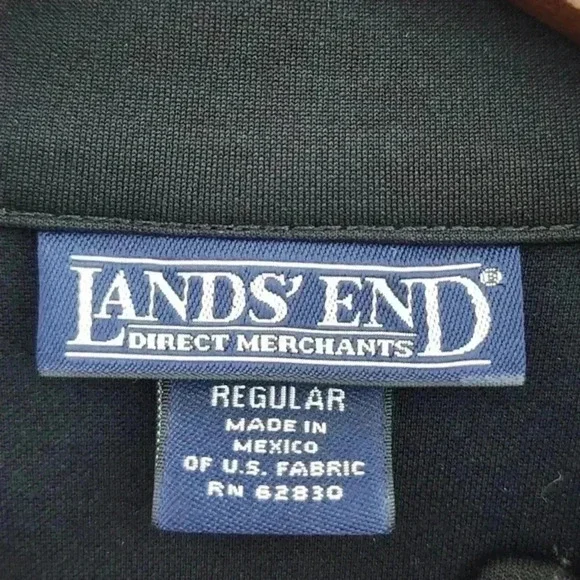 LANDS' END®
DIRECT MERCHANTS
REGULAR
MADE IN
MEXICO
OF U.S. FABRIC
RN 62830